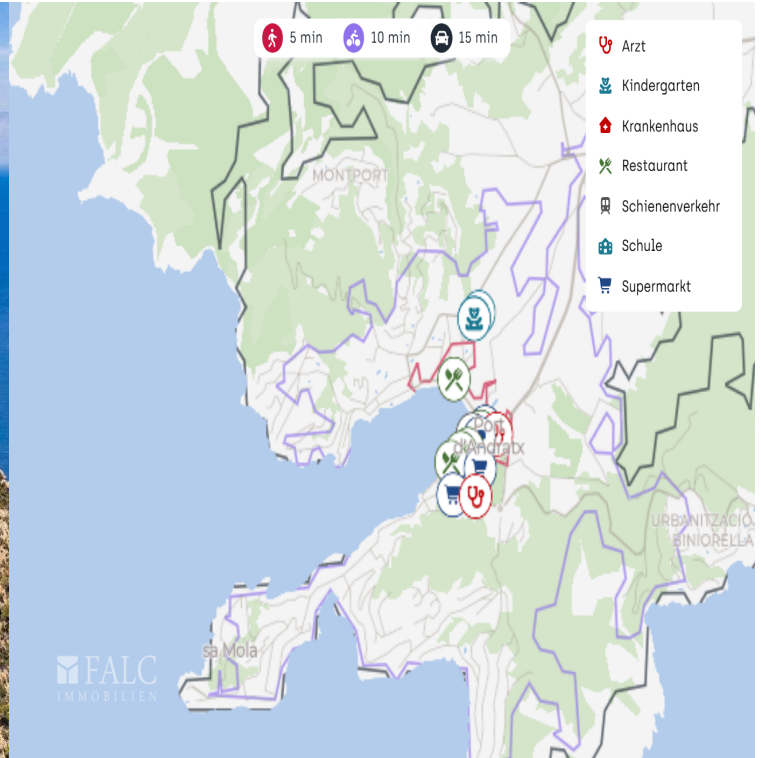 5 min
10 min
15 min
Arzt
Kindergarten
Krankenhaus
Restaurant
Schienenverkehr
Schule
Supermarkt
MONTPORT
Port
d'Andratx
URBANITZACIÓ
BINIORELLA
sa Mola
FALC
IMMOBILIEN